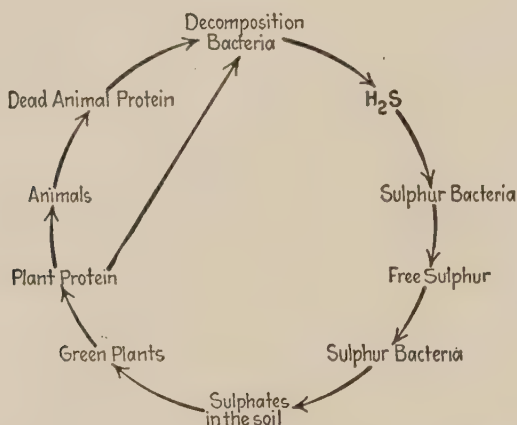 Decomposition
Bacteria
H₂S
Sulphur Bacteria
Free Sulphur
Sulphur Bacteria
Sulphates
in the soil
Green Plants
Plant Protein
Animals
Dead Animal Protein